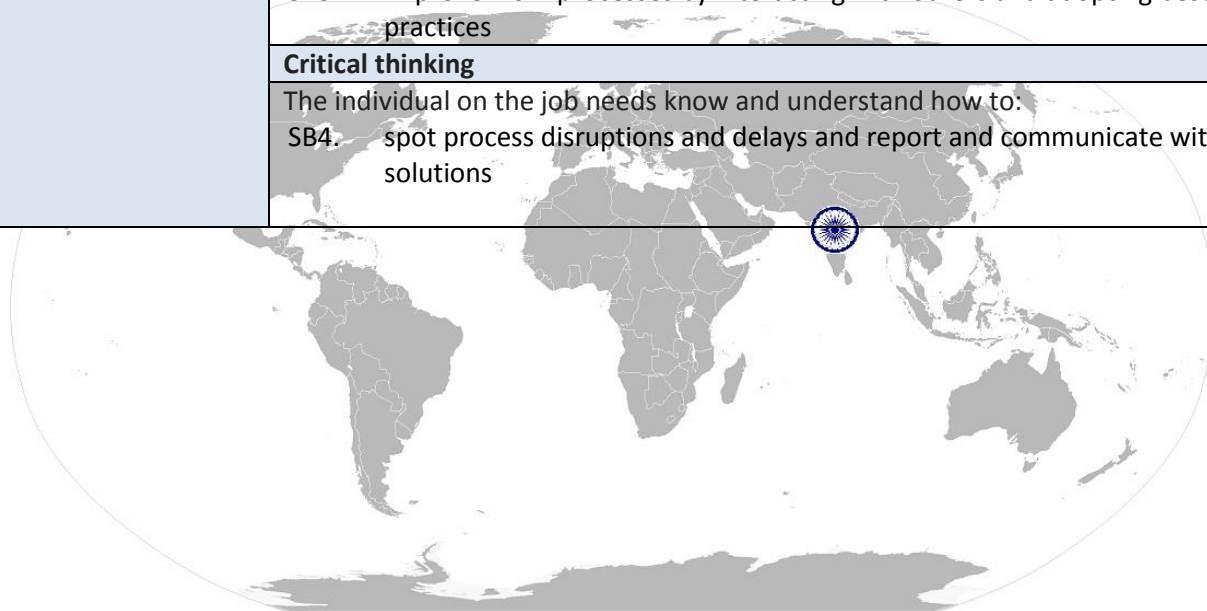 practices
Critical thinking
The individual on the job needs know and understand how to:
SB4. spot process disruptions and delays and report and communicate wit
solutions